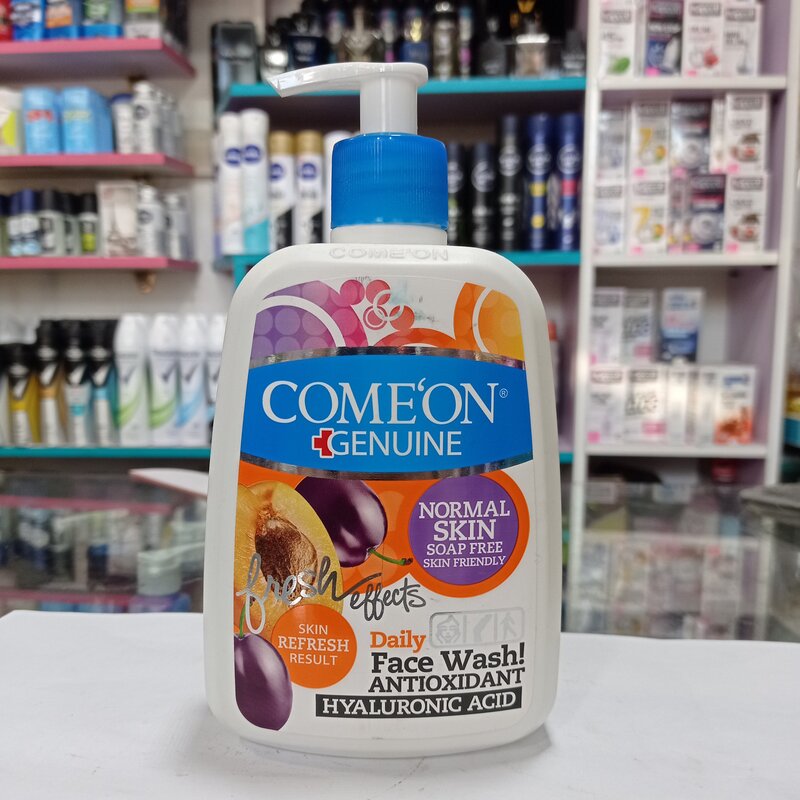 COME'ON
COME'ON®
GENUINE
NORMAL
SKIN
SOAP FREE
SKIN FRIENDLY
fresh effects
SKIN
REFRESH
RESULT
Daily
Face Wash!
ANTIOXIDANT
HYALURONIC ACID